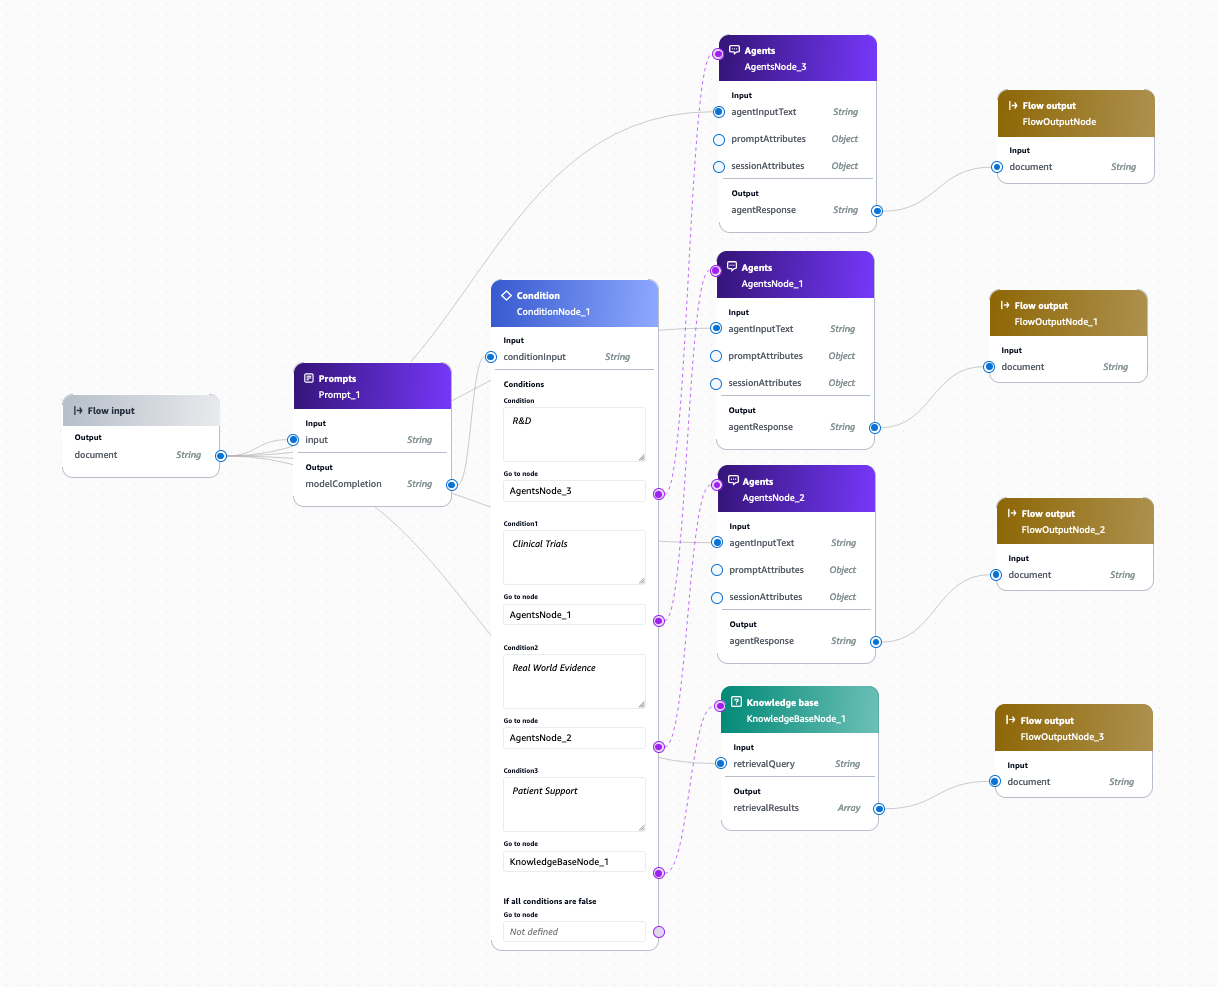 Flow input
Output
document String
Prompts
Prompt_1
Input
input String
Output
modelCompletion String
Condition
ConditionNode_1
Input
conditionInput String
Conditions
Condition
R&D
Go to node
AgentsNode_3
Condition1
Clinical Trials
Go to node
AgentsNode_1
Condition2
Real World Evidence
Go to node
AgentsNode_2
Condition3
Patient Support
Go to node
KnowledgeBaseNode_1
If all conditions are false
Go to node
Not defined
Agents
AgentsNode_3
Input
agentInputText String
promptAttributes Object
sessionAttributes Object
Output
agentResponse String
Agents
AgentsNode_1
Input
agentInputText String
promptAttributes Object
sessionAttributes Object
Output
agentResponse String
Agents
AgentsNode_2
Input
agentInputText String
promptAttributes Object
sessionAttributes Object
Output
agentResponse String
Knowledge base
KnowledgeBaseNode_1
Input
retrievalQuery String
Output
retrievalResults Array
Flow output
FlowOutputNode
Input
document String
Flow output
FlowOutputNode_1
Input
document String
Flow output
FlowOutputNode_2
Input
document String
Flow output
FlowOutputNode_3
Input
document String